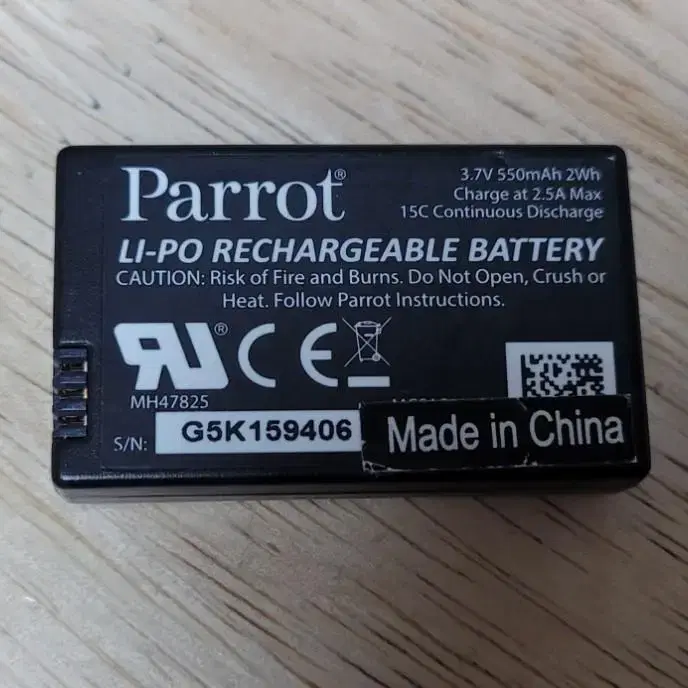 Parrot®
3.7V 550mAh 2Wh
Charge at 2.5A Max
15C Continuous Discharge
LI-PO RECHARGEABLE BATTERY
CAUTION: Risk of Fire and Burns. Do Not Open, Crush or
Heat. Follow Parrot Instructions.
®
CE
MH47825
S/N: G5K159406
Made in China